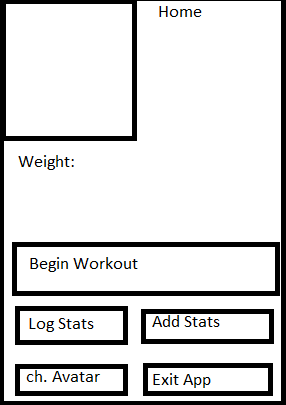 Home
Weight:
Begin Workout
Log Stats
Add Stats
ch. Avatar
Exit App